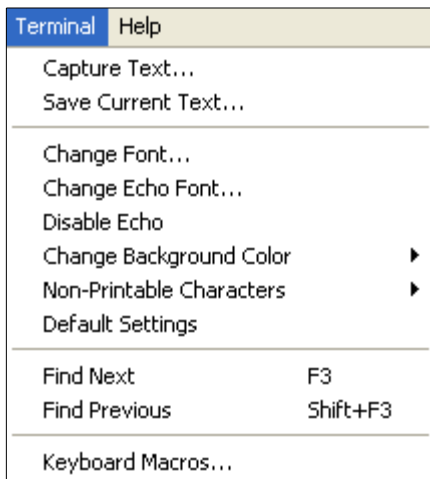 Terminal Help
Capture Text...
Save Current Text...
Change Font...
Change Echo Font...
Disable Echo
Change Background Color
Non-Printable Characters
Default Settings
Find Next F3
Find Previous Shift+F3
Keyboard Macros...